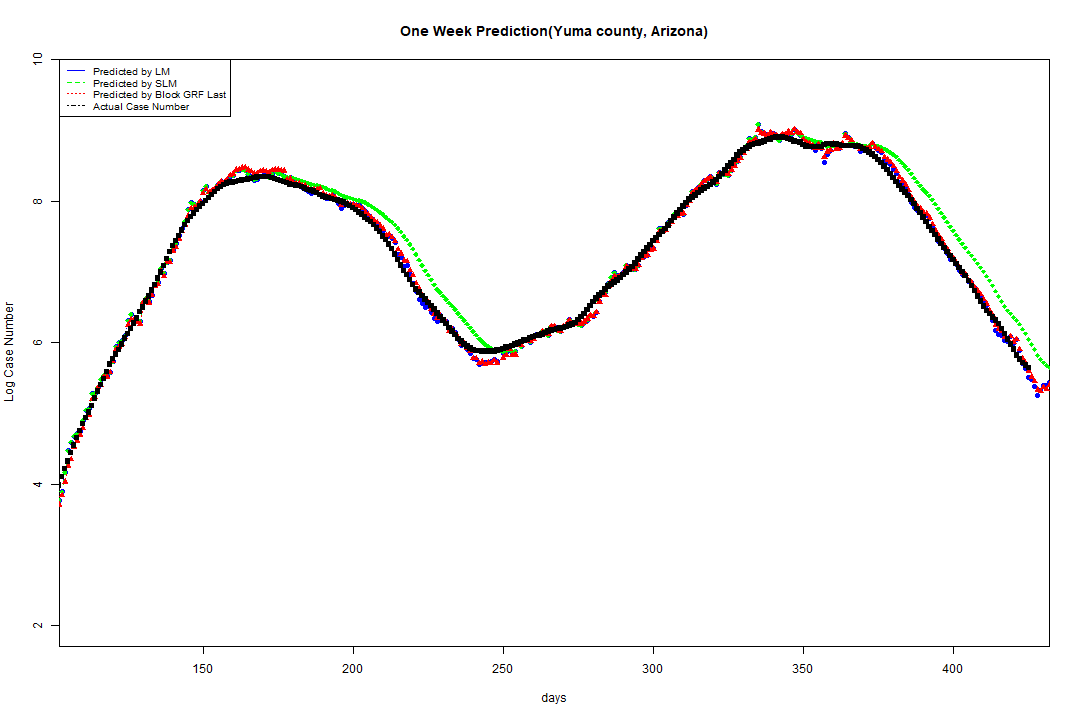 One Week Prediction(Yuma county, Arizona)
Predicted by LM
Predicted by SLM
Predicted by Block GRF Last
Actual Case Number
10
8
6
4
2
Log Case Number
150 200 250 300 350 400
days